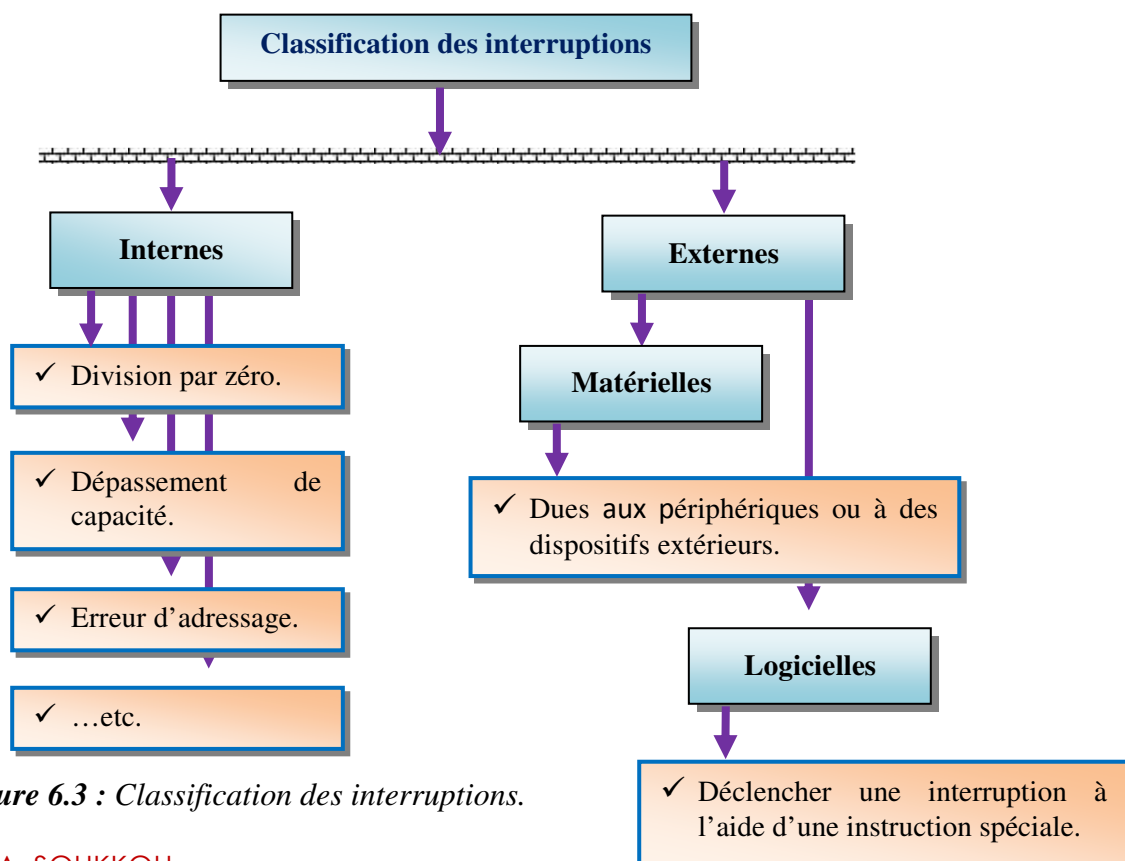 Classification des interruptions
Internes
Externes
✓ Division par zéro.
Matérielles
✓ Dépassement de
capacité.
✓ Dues aux périphériques ou à des
dispositifs extérieurs.
✓ Erreur d’adressage.
Logicielles
✓ …etc.
✓ Déclencher une interruption à
l’aide d’une instruction spéciale.
ure 6.3 : Classification des interruptions.